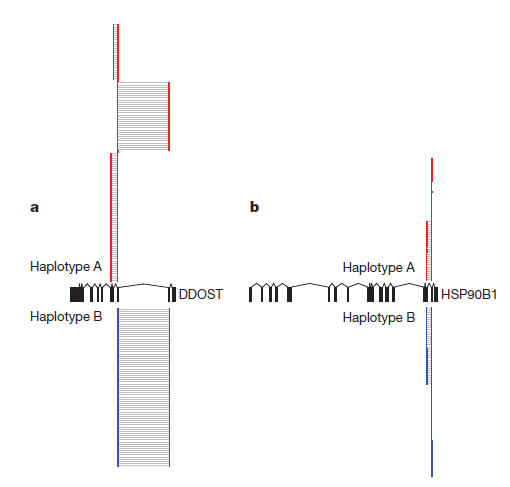 a
b
Haplotype A
Haplotype A
DDOST
HSP90B1
Haplotype B
Haplotype B